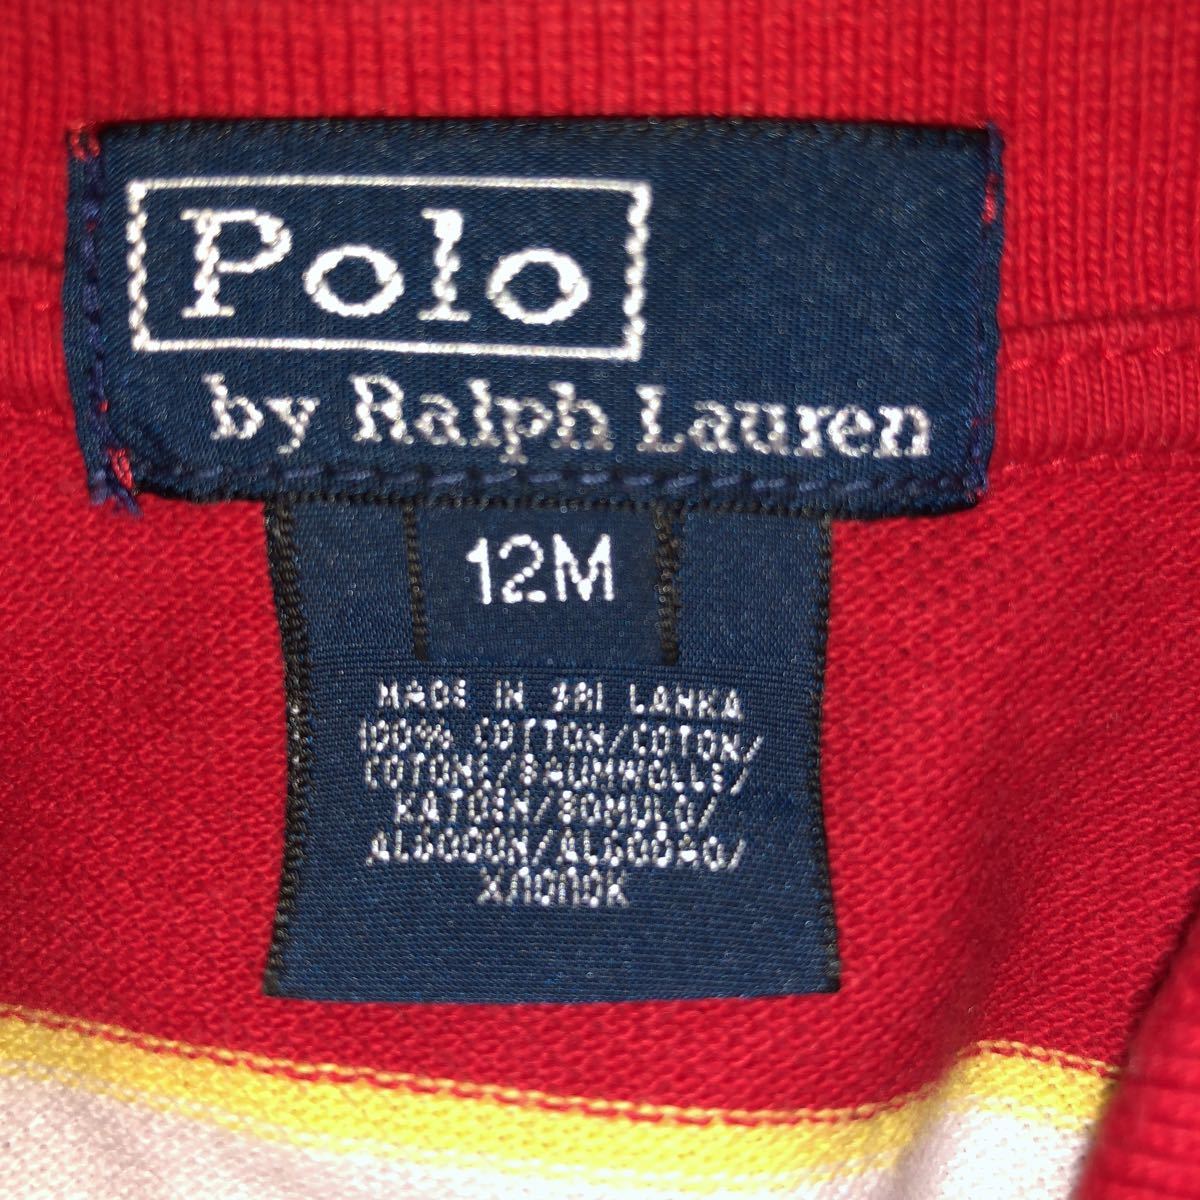 Polo
by Ralph Lauren
12M
MADE IN SRI LANKA
100% COTTON/COTON/
COTONE/BAUMWOLLE/
KATOEN/BOMULD/
ALGODON/ALGODÃO/
ХЛОПОК